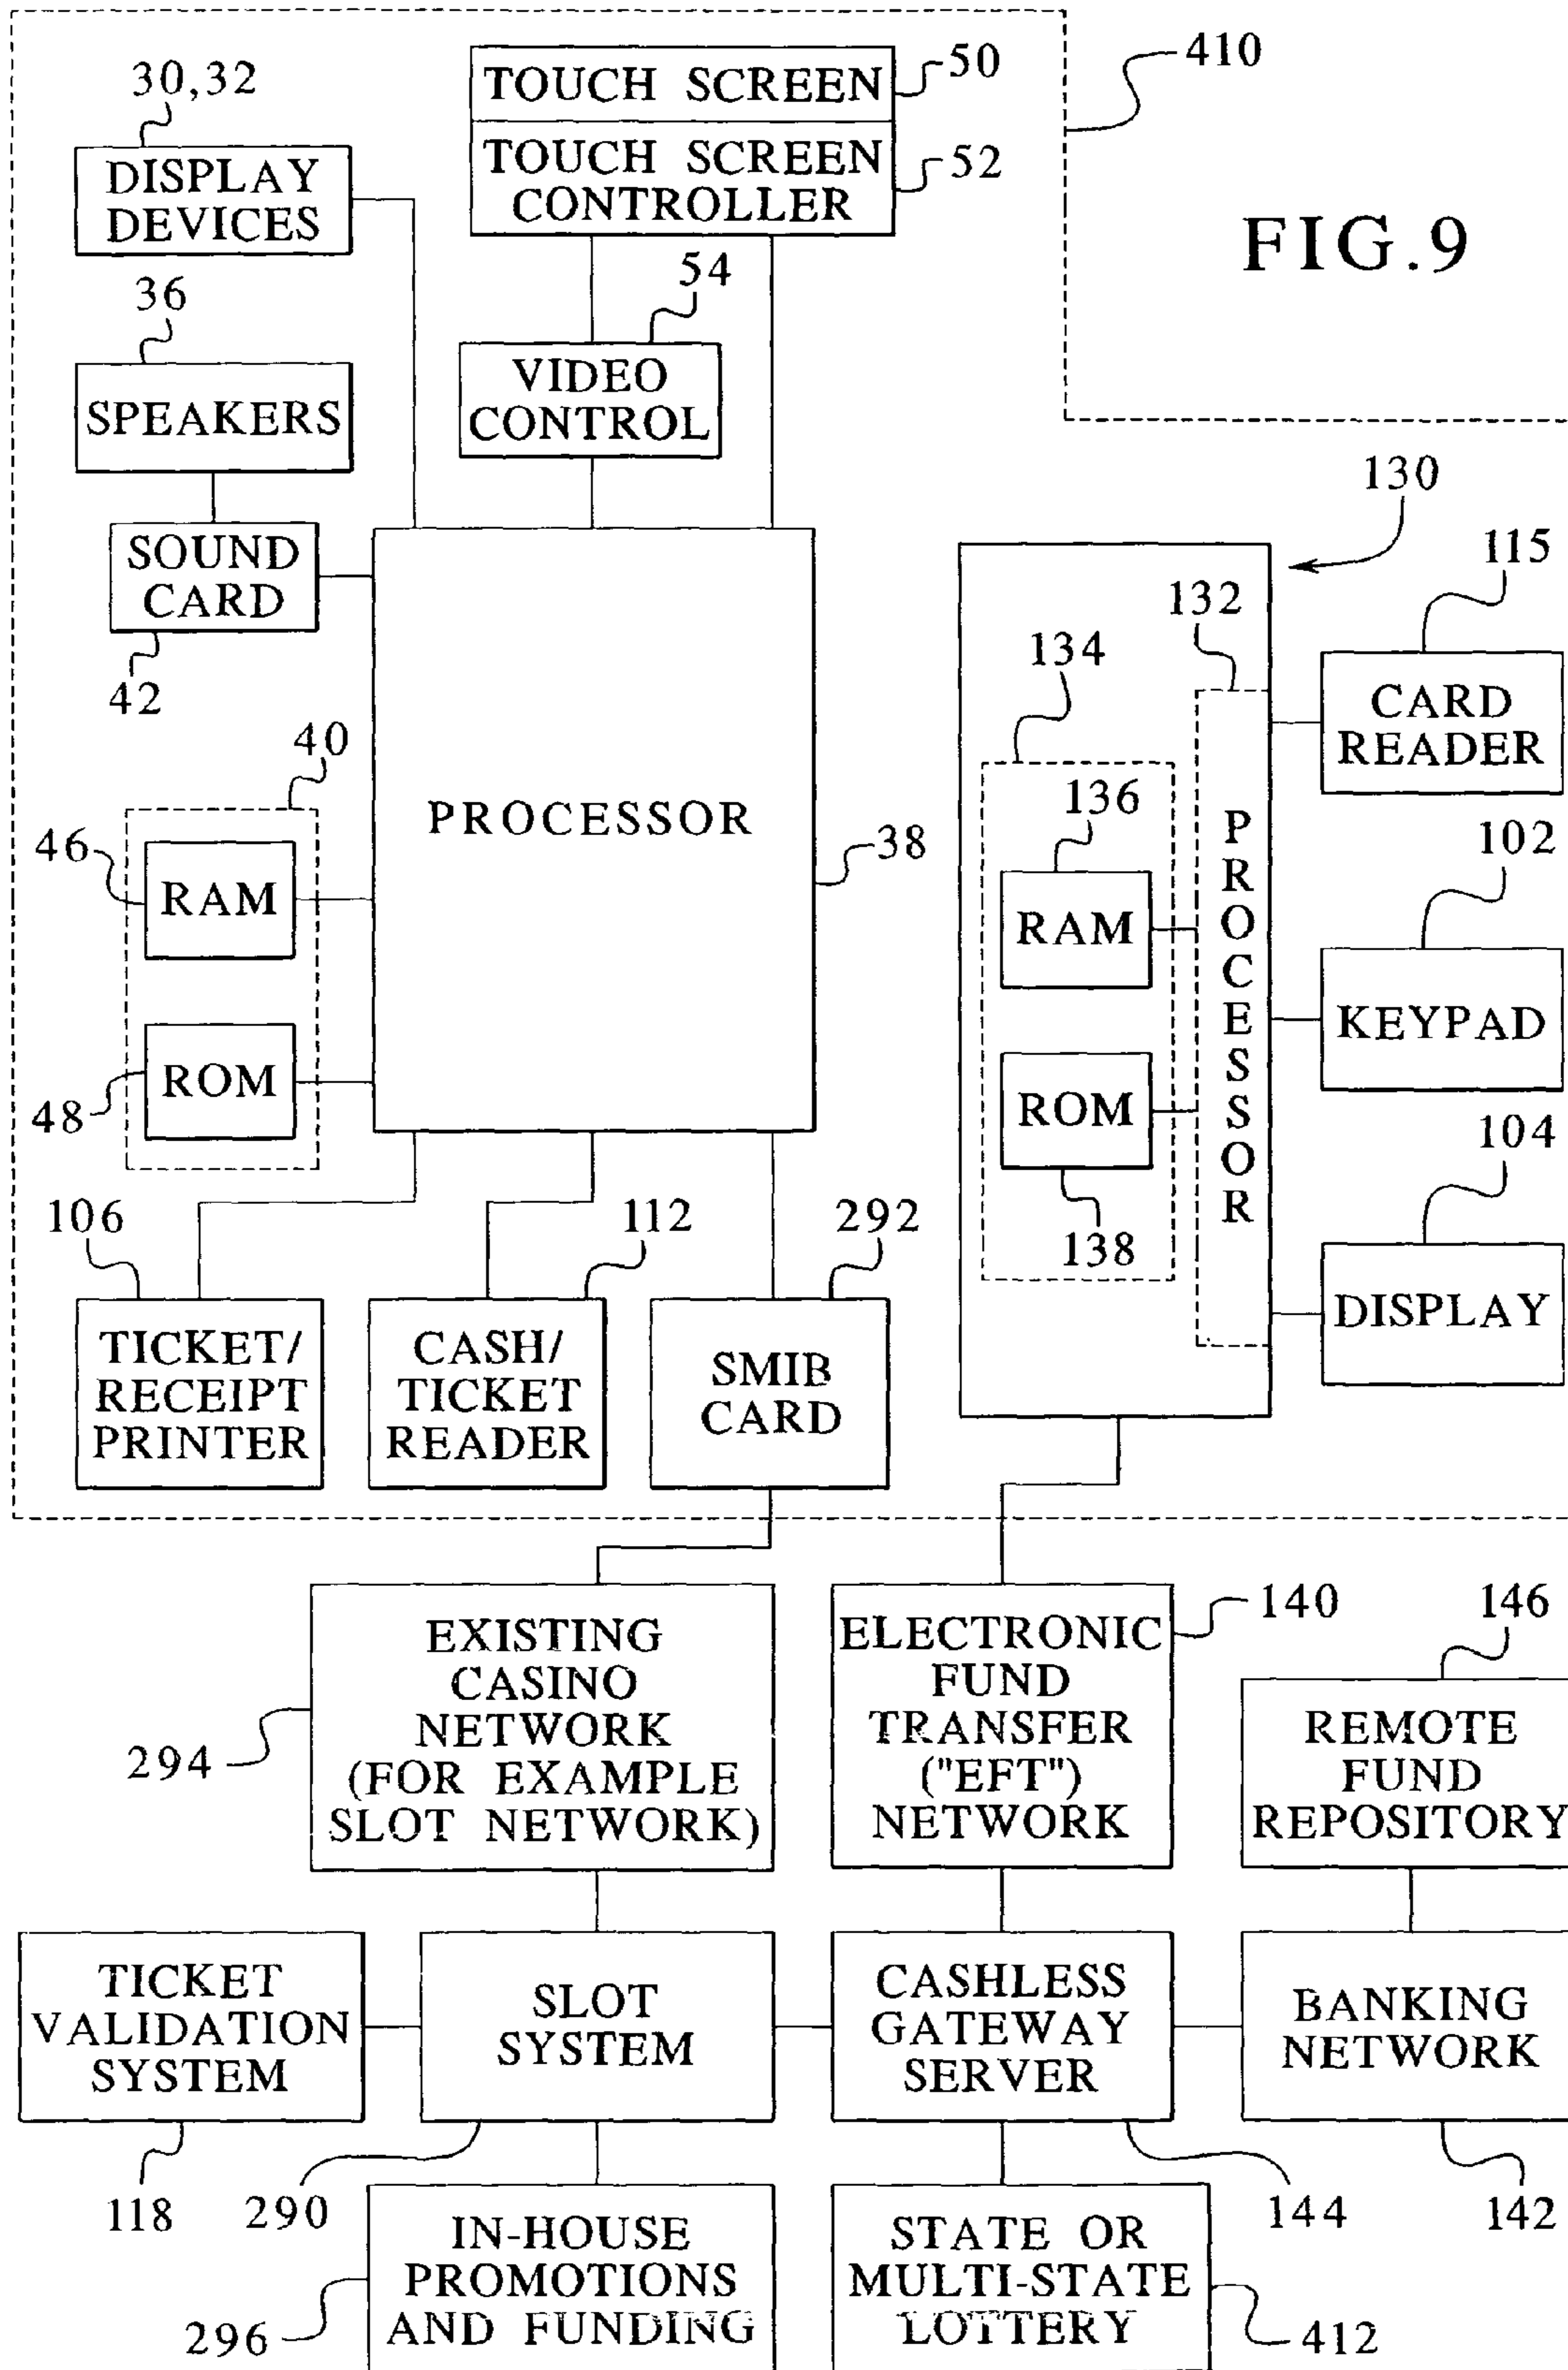 410
FIG.9
30,32
DISPLAY
DEVICES
TOUCH SCREEN
50
TOUCH SCREEN
CONTROLLER
52
36
SPEAKERS
54
VIDEO
CONTROL
SOUND
CARD
42
PROCESSOR
38
40
46
RAM
48
ROM
130
132
134
136
RAM
ROM
138
PROCESSOR
115
CARD
READER
102
KEYPAD
104
DISPLAY
106
TICKET/
RECEIPT
PRINTER
112
CASH/
TICKET
READER
292
SMIB
CARD
294
EXISTING
CASINO
NETWORK
(FOR EXAMPLE
SLOT NETWORK)
140
ELECTRONIC
FUND
TRANSFER
("EFT")
NETWORK
146
REMOTE
FUND
REPOSITORY
TICKET
VALIDATION
SYSTEM
118
SLOT
SYSTEM
290
CASHLESS
GATEWAY
SERVER
144
BANKING
NETWORK
142
IN-HOUSE
PROMOTIONS
AND FUNDING
296
STATE OR
MULTI-STATE
LOTTERY
412